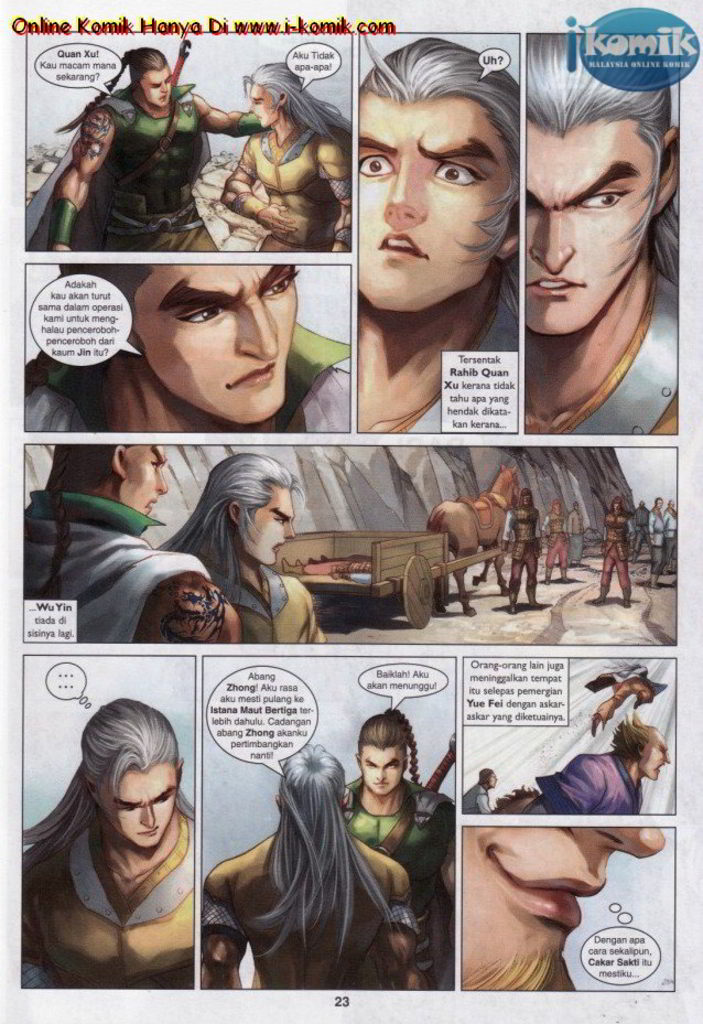 Online Komik Hanya Di www.i-komik.com
ikomik
MALAYSIA ONLINE KOMIK
Quan Xu!
Kau macam mana
sekarang?
Aku Tidak
apa-apa!
Uh?
Adakah
kau akan turut
sama dalam operasi
kami untuk meng-
halau penceroboh-
penceroboh dari
kaum Jin itu?
Tersentak
Rahib Quan
Xu kerana tidak
tahu apa yang
hendak dikata-
kan kerana...
...Wu Yin
tiada di
sisinya lagi.
...
...
Abang
Zhong! Aku rasa
aku mesti pulang ke
Istana Maut Bertiga ter-
lebih dahulu. Cadangan
abang Zhong akanku
pertimbangkan
nanti!
Baiklah! Aku
akan menunggu!
Orang-orang lain juga
meninggalkan tempat
itu selepas pemergian
Yue Fei dengan askar-
askar yang diketuainya.
Dengan apa
cara sekalipun,
Cakar Sakti itu
mestiku...
23